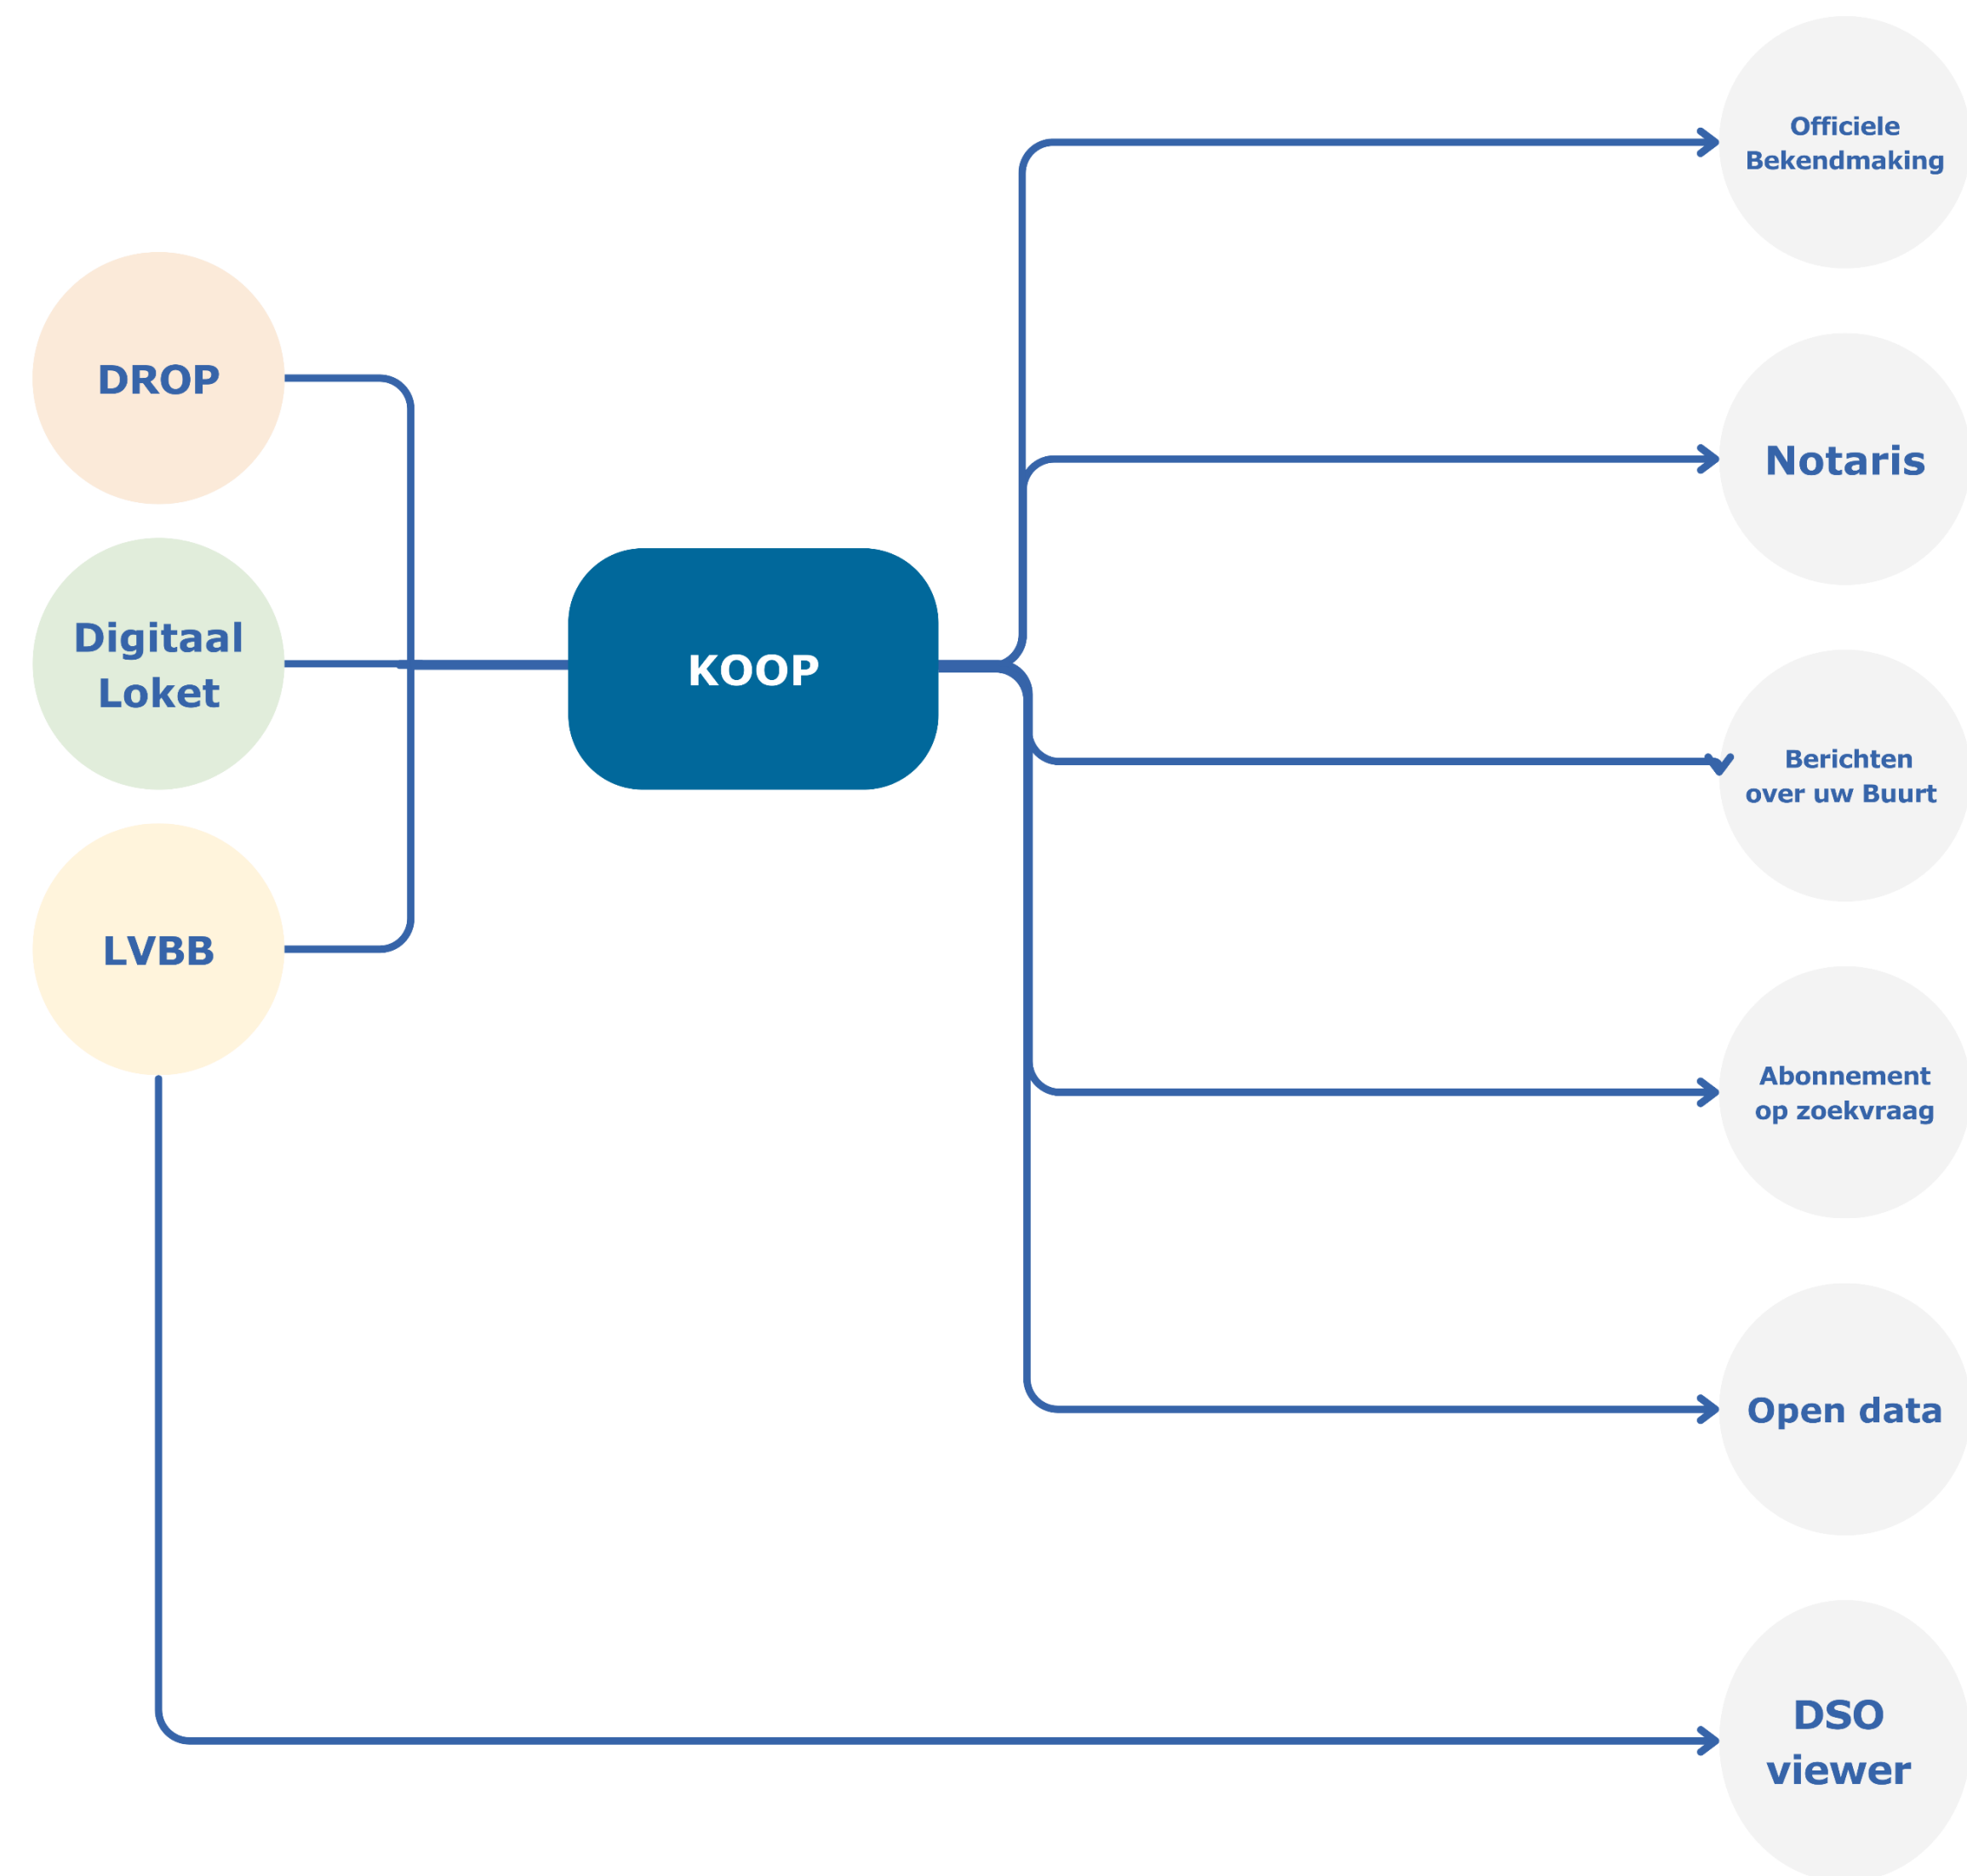 DROP
Digitaal
Loket
LVBB
KOOP
Officiele
Bekendmaking
Notaris
Berichten
over uw Buurt
Abonnement
op zoekvraag
Open data
DSO
viewer